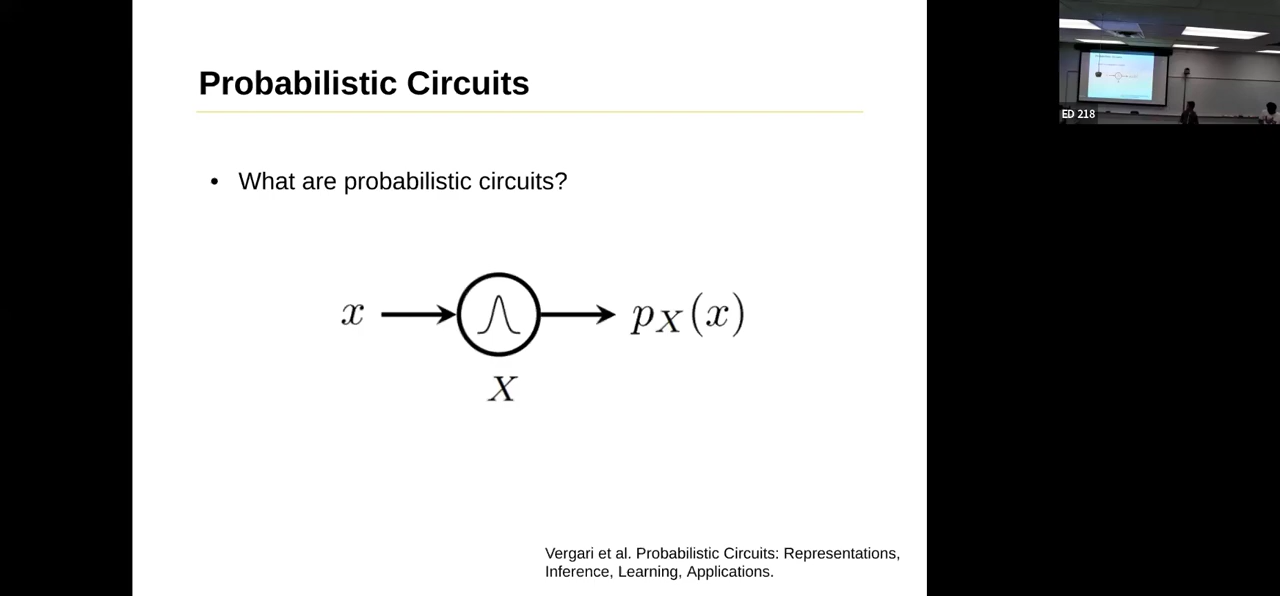 Probabilistic Circuits
• What are probabilistic circuits?
x
p_X(x)
X
Vergari et al. Probabilistic Circuits: Representations,
Inference, Learning, Applications.
ED 218